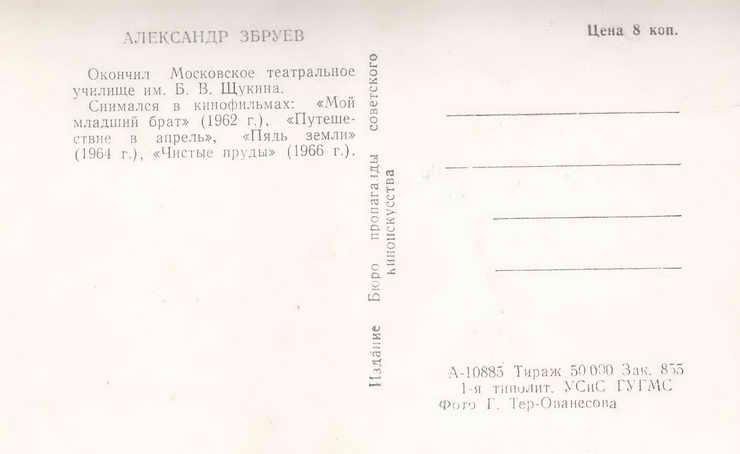 АЛЕКСАНДР ЗБРУЕВ
Окончил Московское театральное
училище им. Б. В. Щукина.
Снимался в кинофильмах: «Мой
младший брат» (1962 г.), «Путеше-
ствие в апрель», «Пядь земли»
(1964 г.), «Чистые пруды» (1966 г.).
Издание Бюро пропаганды советского
киноискусства
Цена 8 коп.
А-10885 Тираж 50 000 Зак. 855
1-я типолит. УСиС ГУГМС
Фото Г. Тер-Ованесова